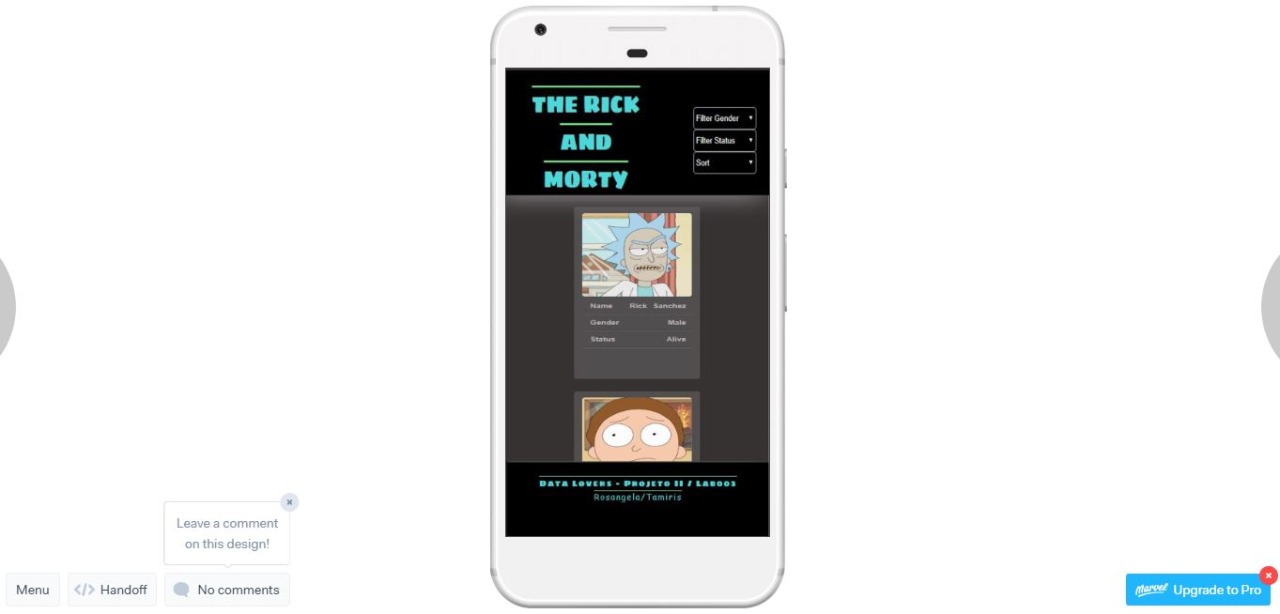 THE RICK
AND
MORTY
Filter Gender
Filter Status
Sort
Name Rick Sanchez
Gender Male
Status Alive
Data Lovers - Projeto II / Lab003
Rosangela/Tamiris
Leave a comment
on this design!
Menu
</> Handoff
No comments
Marvel Upgrade to Pro